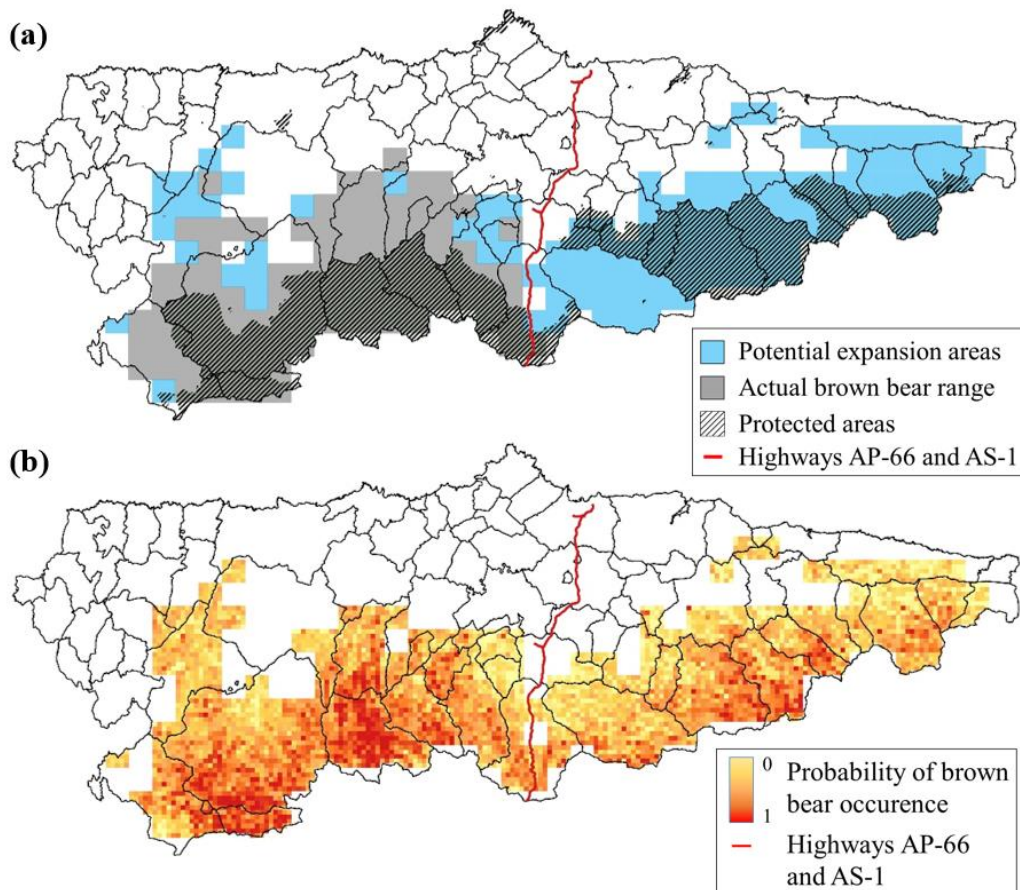 (a)
Potential expansion areas
Actual brown bear range
Protected areas
Highways AP-66 and AS-1
(b)
0
1
Probability of brown
bear occurence
Highways AP-66
and AS-1